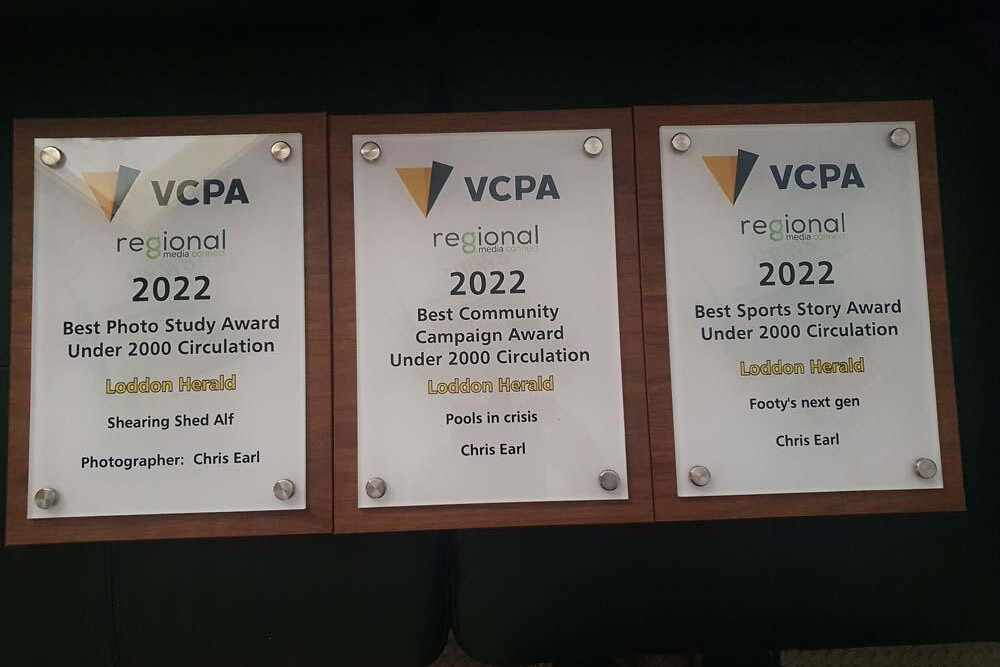 VCPA
regional
media connect
2022
Best Photo Study Award
Under 2000 Circulation
Loddon Herald
Shearing Shed Alf
Photographer: Chris Earl
VCPA
regional
media connect
2022
Best Community
Campaign Award
Under 2000 Circulation
Loddon Herald
Pools in crisis
Chris Earl
VCPA
regional
media connect
2022
Best Sports Story Award
Under 2000 Circulation
Loddon Herald
Footy's next gen
Chris Earl